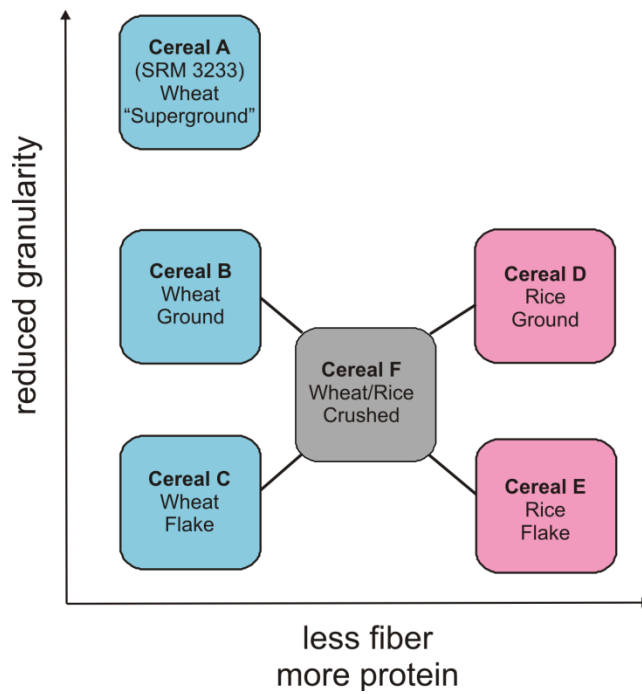 Cereal A
(SRM 3233)
Wheat
“Superground”
reduced granularity
Cereal B
Wheat
Ground
Cereal D
Rice
Ground
Cereal F
Wheat/Rice
Crushed
Cereal C
Wheat
Flake
Cereal E
Rice
Flake
less fiber
more protein